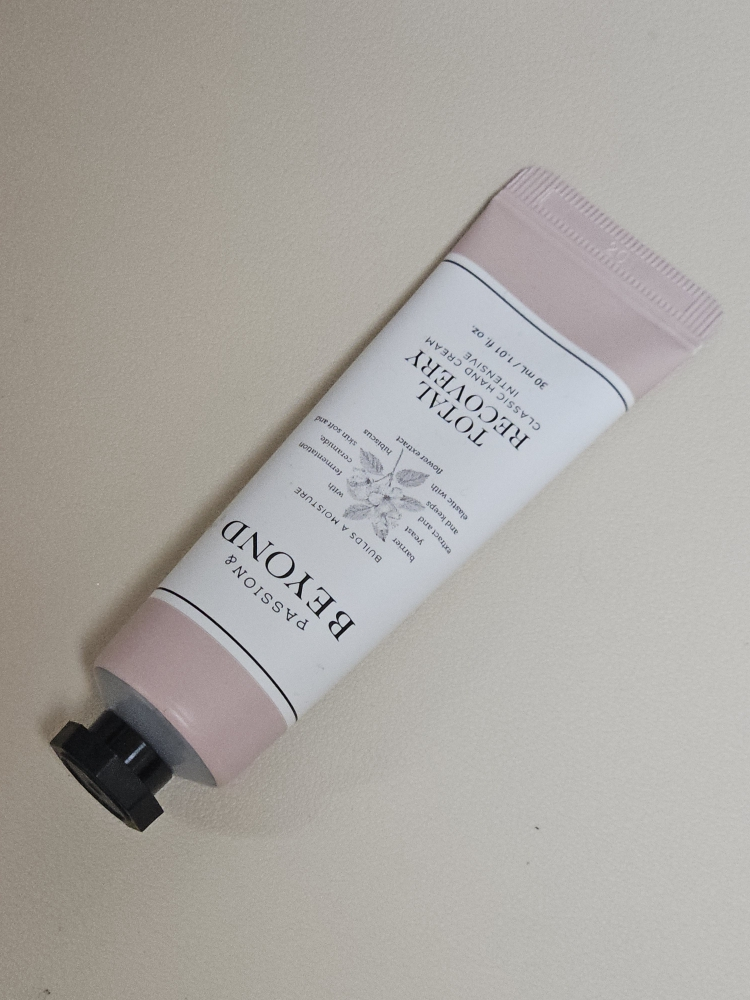 PASSION&
BEYOND
BUILDS A MOISTURE
barrier with
yeast fermentation
extract and ceramide,
and keeps skin soft and
elastic with hibiscus
flower extract
TOTAL
RECOVERY
CLASSIC HAND CREAM
INTENSIVE
30 mL / 1.01 fl. oz.